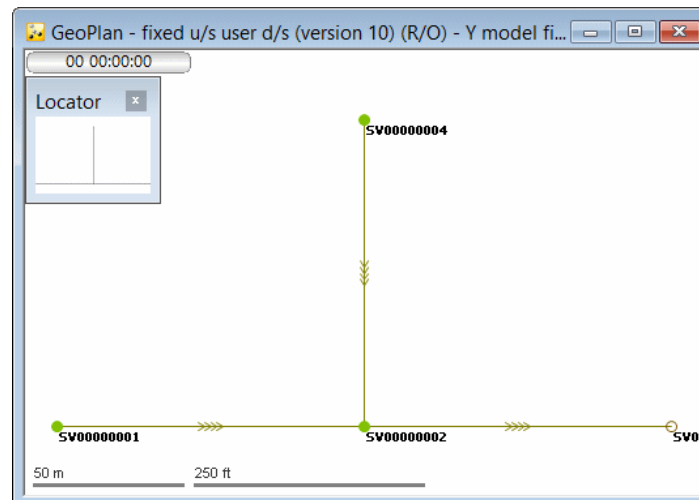 GeoPlan - fixed u/s user d/s (version 10) (R/O) - Y model fi...
00 00:00:00
Locator
SV00000004
SV00000001
SV00000002
SV0
50 m
250 ft